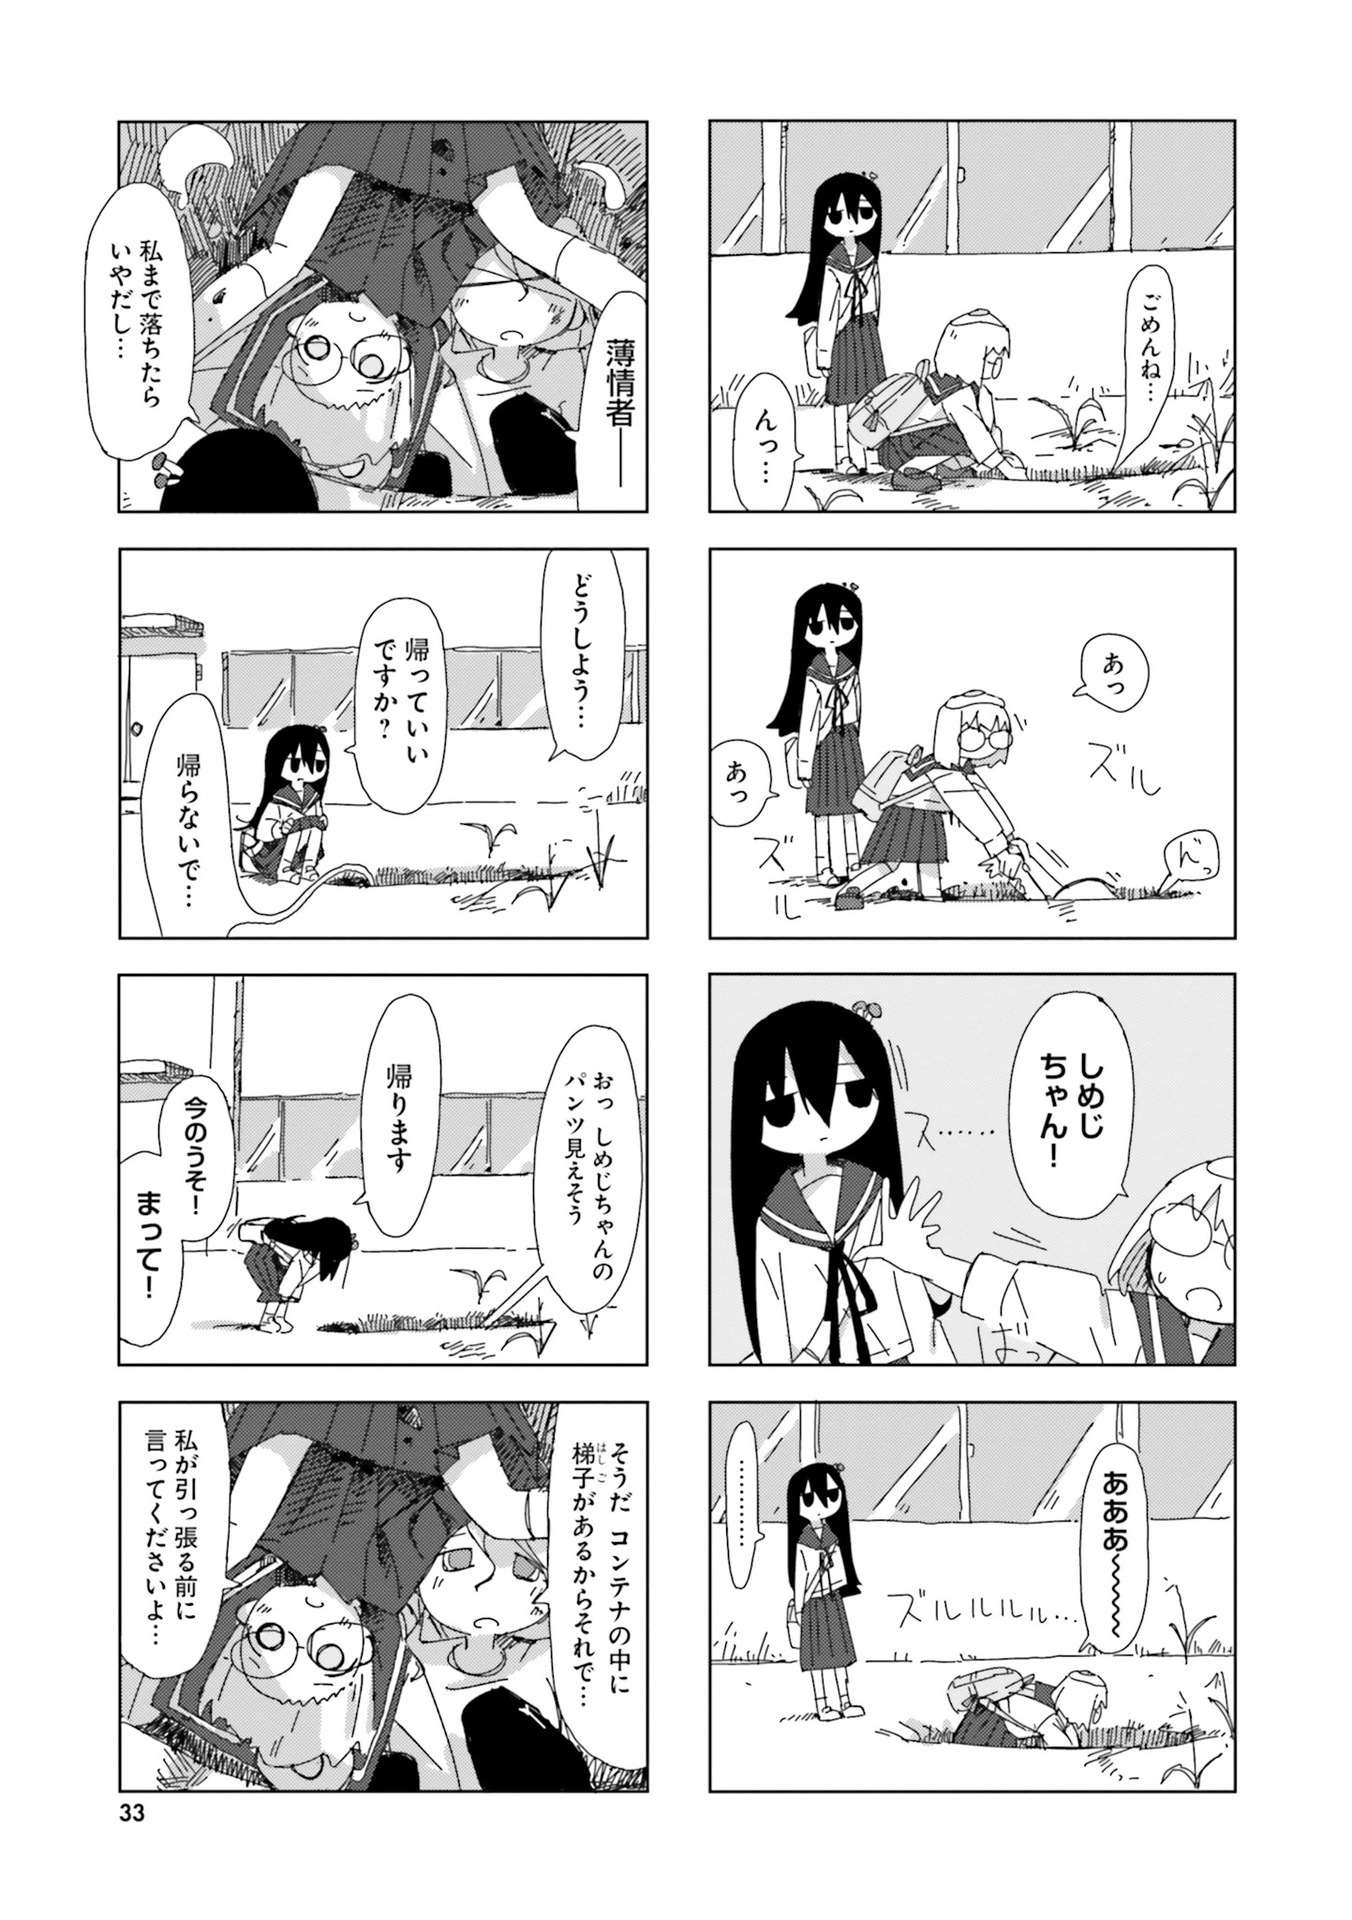 ごめんね…
んっ…
あっ
ズル
んっ
あっ
ズル
しめじ
ちゃん！
ス……
ばっ
あああ〜〜〜〜
…………
ズルルルル…
薄情者――
私まで落ちたら
いやだし…
どうしよう…
帰っていい
ですか？
帰らないで…
おっ しめじちゃんの
パンツ見えそう
帰ります
今のうそ！
まって！
そうだ コンテナの中に
梯子があるからそれで…
はしご
私が引っ張る前に
言ってくださいよ…
33